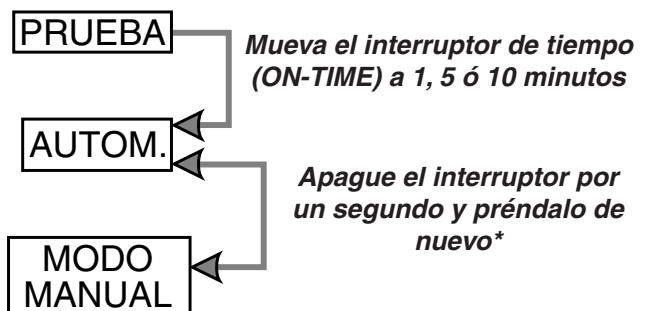 PRUEBA
Mueva el interruptor de tiempo
(ON-TIME) a 1, 5 ó 10 minutos
AUTOM.
Apague el interruptor por
un segundo y préndalo de
nuevo*
MODO
MANUAL